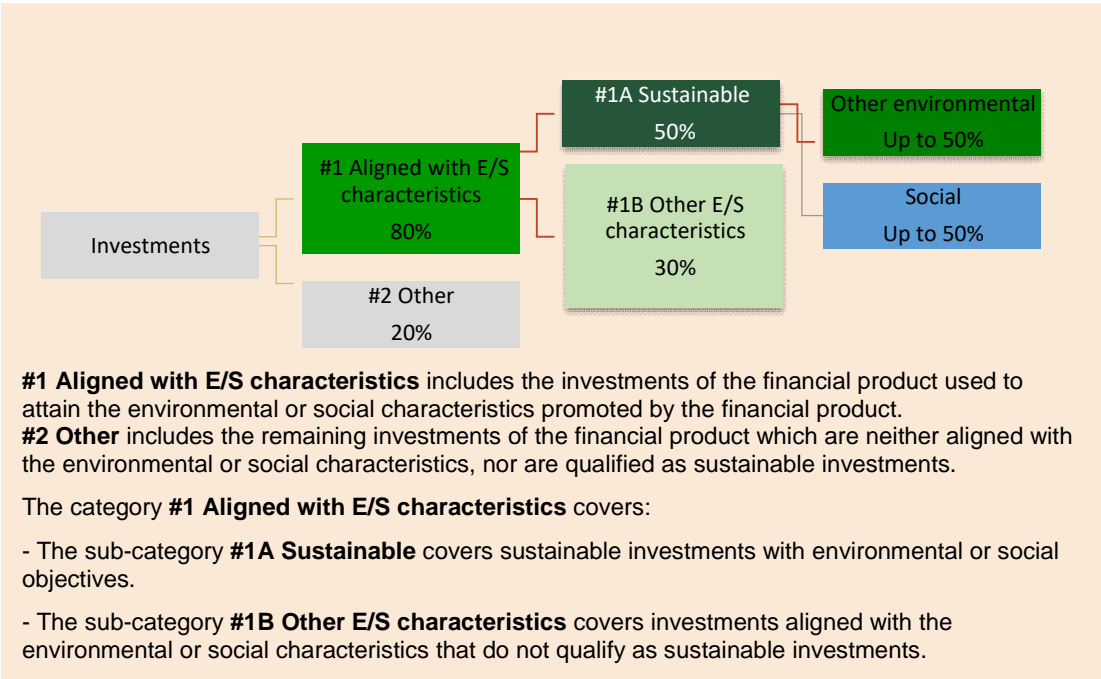 #1A Sustainable
50%
Other environmental
Up to 50%
#1 Aligned with E/S
characteristics
80%
#1B Other E/S
characteristics
30%
Social
Up to 50%
Investments
#2 Other
20%
#1 Aligned with E/S characteristics includes the investments of the financial product used to
attain the environmental or social characteristics promoted by the financial product.
#2 Other includes the remaining investments of the financial product which are neither aligned with
the environmental or social characteristics, nor are qualified as sustainable investments.
The category #1 Aligned with E/S characteristics covers:
- The sub-category #1A Sustainable covers sustainable investments with environmental or social
objectives.
- The sub-category #1B Other E/S characteristics covers investments aligned with the
environmental or social characteristics that do not qualify as sustainable investments.